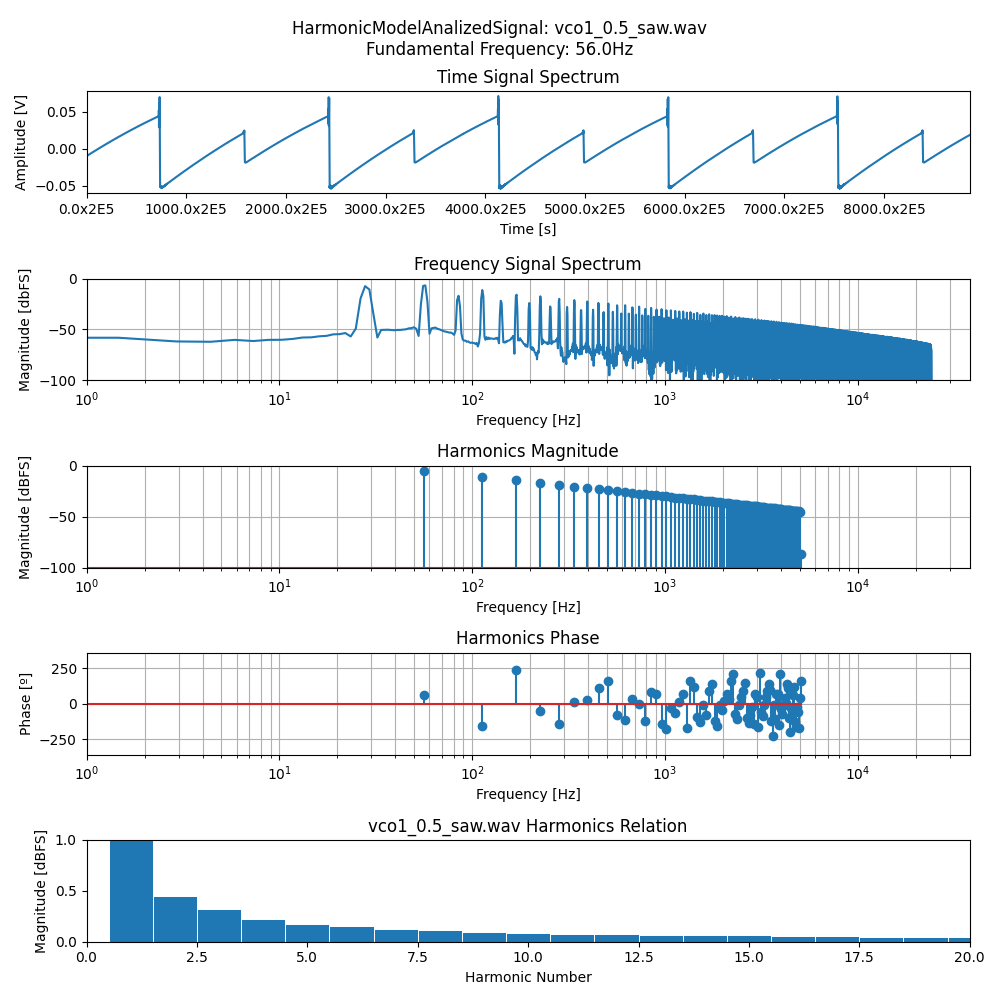 HarmonicModelAnalizedSignal: vco1_0.5_saw.wav
Fundamental Frequency: 56.0Hz
Time Signal Spectrum
Amplitude [V]
0.05
0.00
−0.05
0.0x2E5 1000.0x2E5 2000.0x2E5 3000.0x2E5 4000.0x2E5 5000.0x2E5 6000.0x2E5 7000.0x2E5 8000.0x2E5
Time [s]
Frequency Signal Spectrum
Magnitude [dbFS]
0
−50
−100
10^0 10^1 10^2 10^3 10^4
Frequency [Hz]
Harmonics Magnitude
Magnitude [dBFS]
0
−50
−100
10^0 10^1 10^2 10^3 10^4
Frequency [Hz]
Harmonics Phase
Phase [º]
250
0
−250
10^0 10^1 10^2 10^3 10^4
Frequency [Hz]
vco1_0.5_saw.wav Harmonics Relation
Magnitude [dBFS]
1.0
0.5
0.0
0.0 2.5 5.0 7.5 10.0 12.5 15.0 17.5 20.0
Harmonic Number